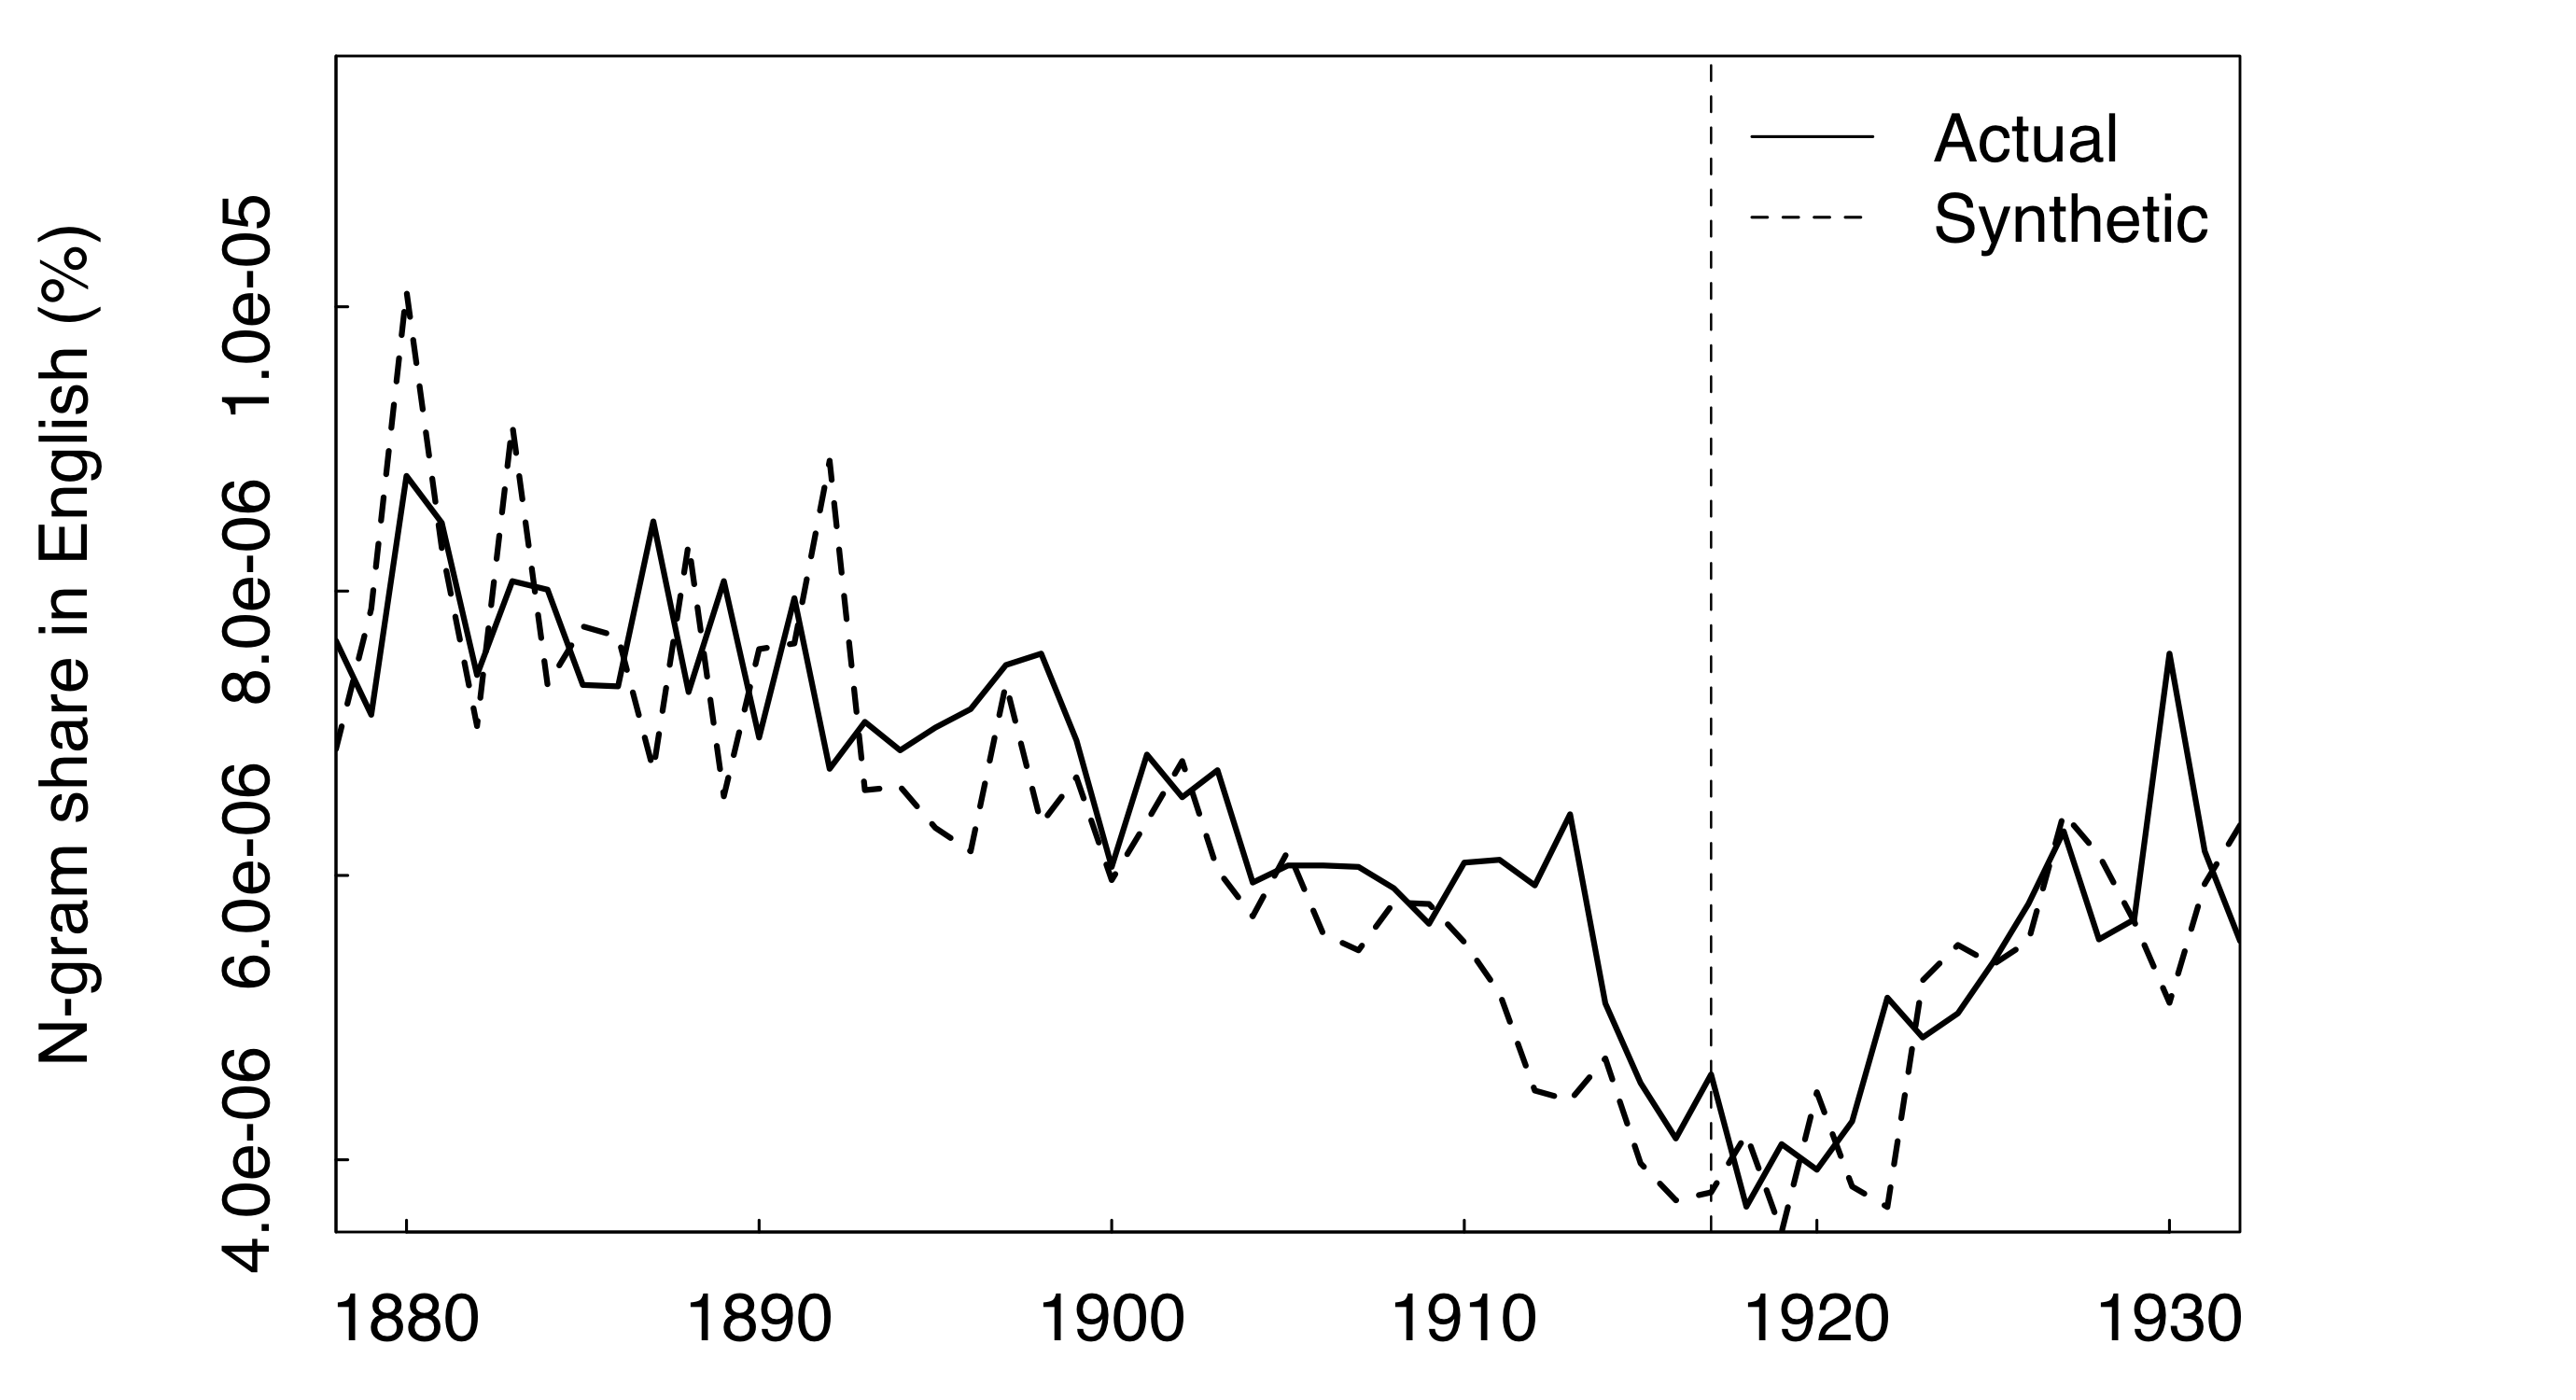 N-gram share in English (%)
1.0e-05
8.0e-06
6.0e-06
4.0e-06
Actual
Synthetic
1880 1890 1900 1910 1920 1930